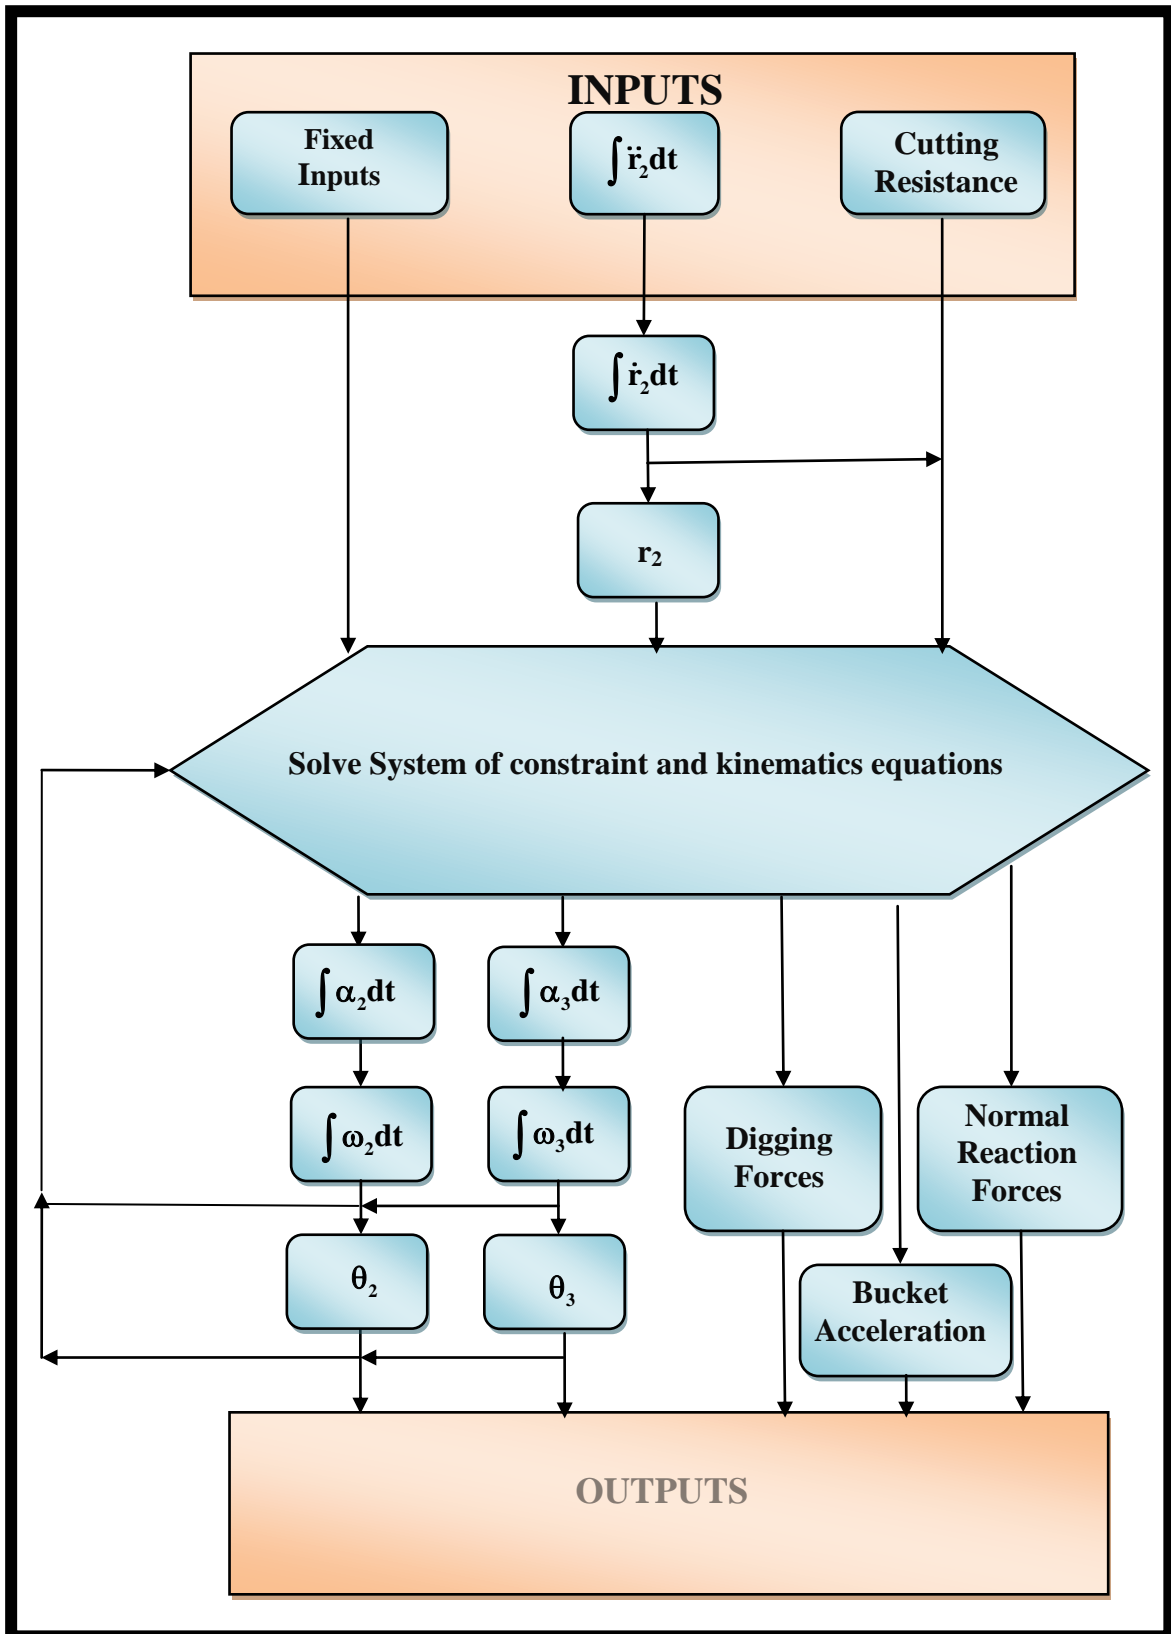 INPUTS
Fixed
Inputs
∫r̈₂dt
Cutting
Resistance
∫ṙ₂dt
r₂
Solve System of constraint and kinematics equations
∫α₂dt
∫α₃dt
∫ω₂dt
∫ω₃dt
Digging
Forces
Normal
Reaction
Forces
θ₂
θ₃
Bucket
Acceleration
OUTPUTS